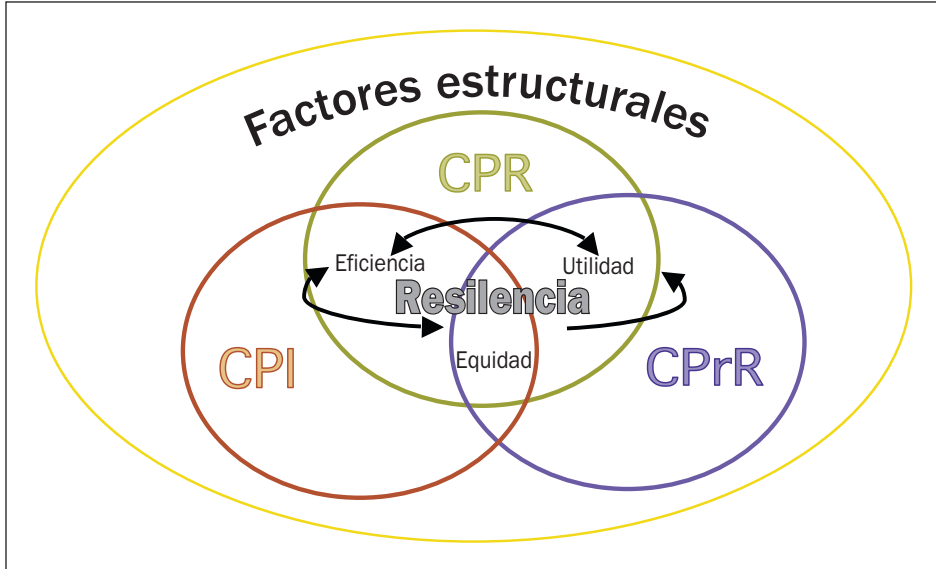 Factores estructurales
CPR
Eficiencia
Utilidad
Resilencia
Equidad
CPI
CPrR